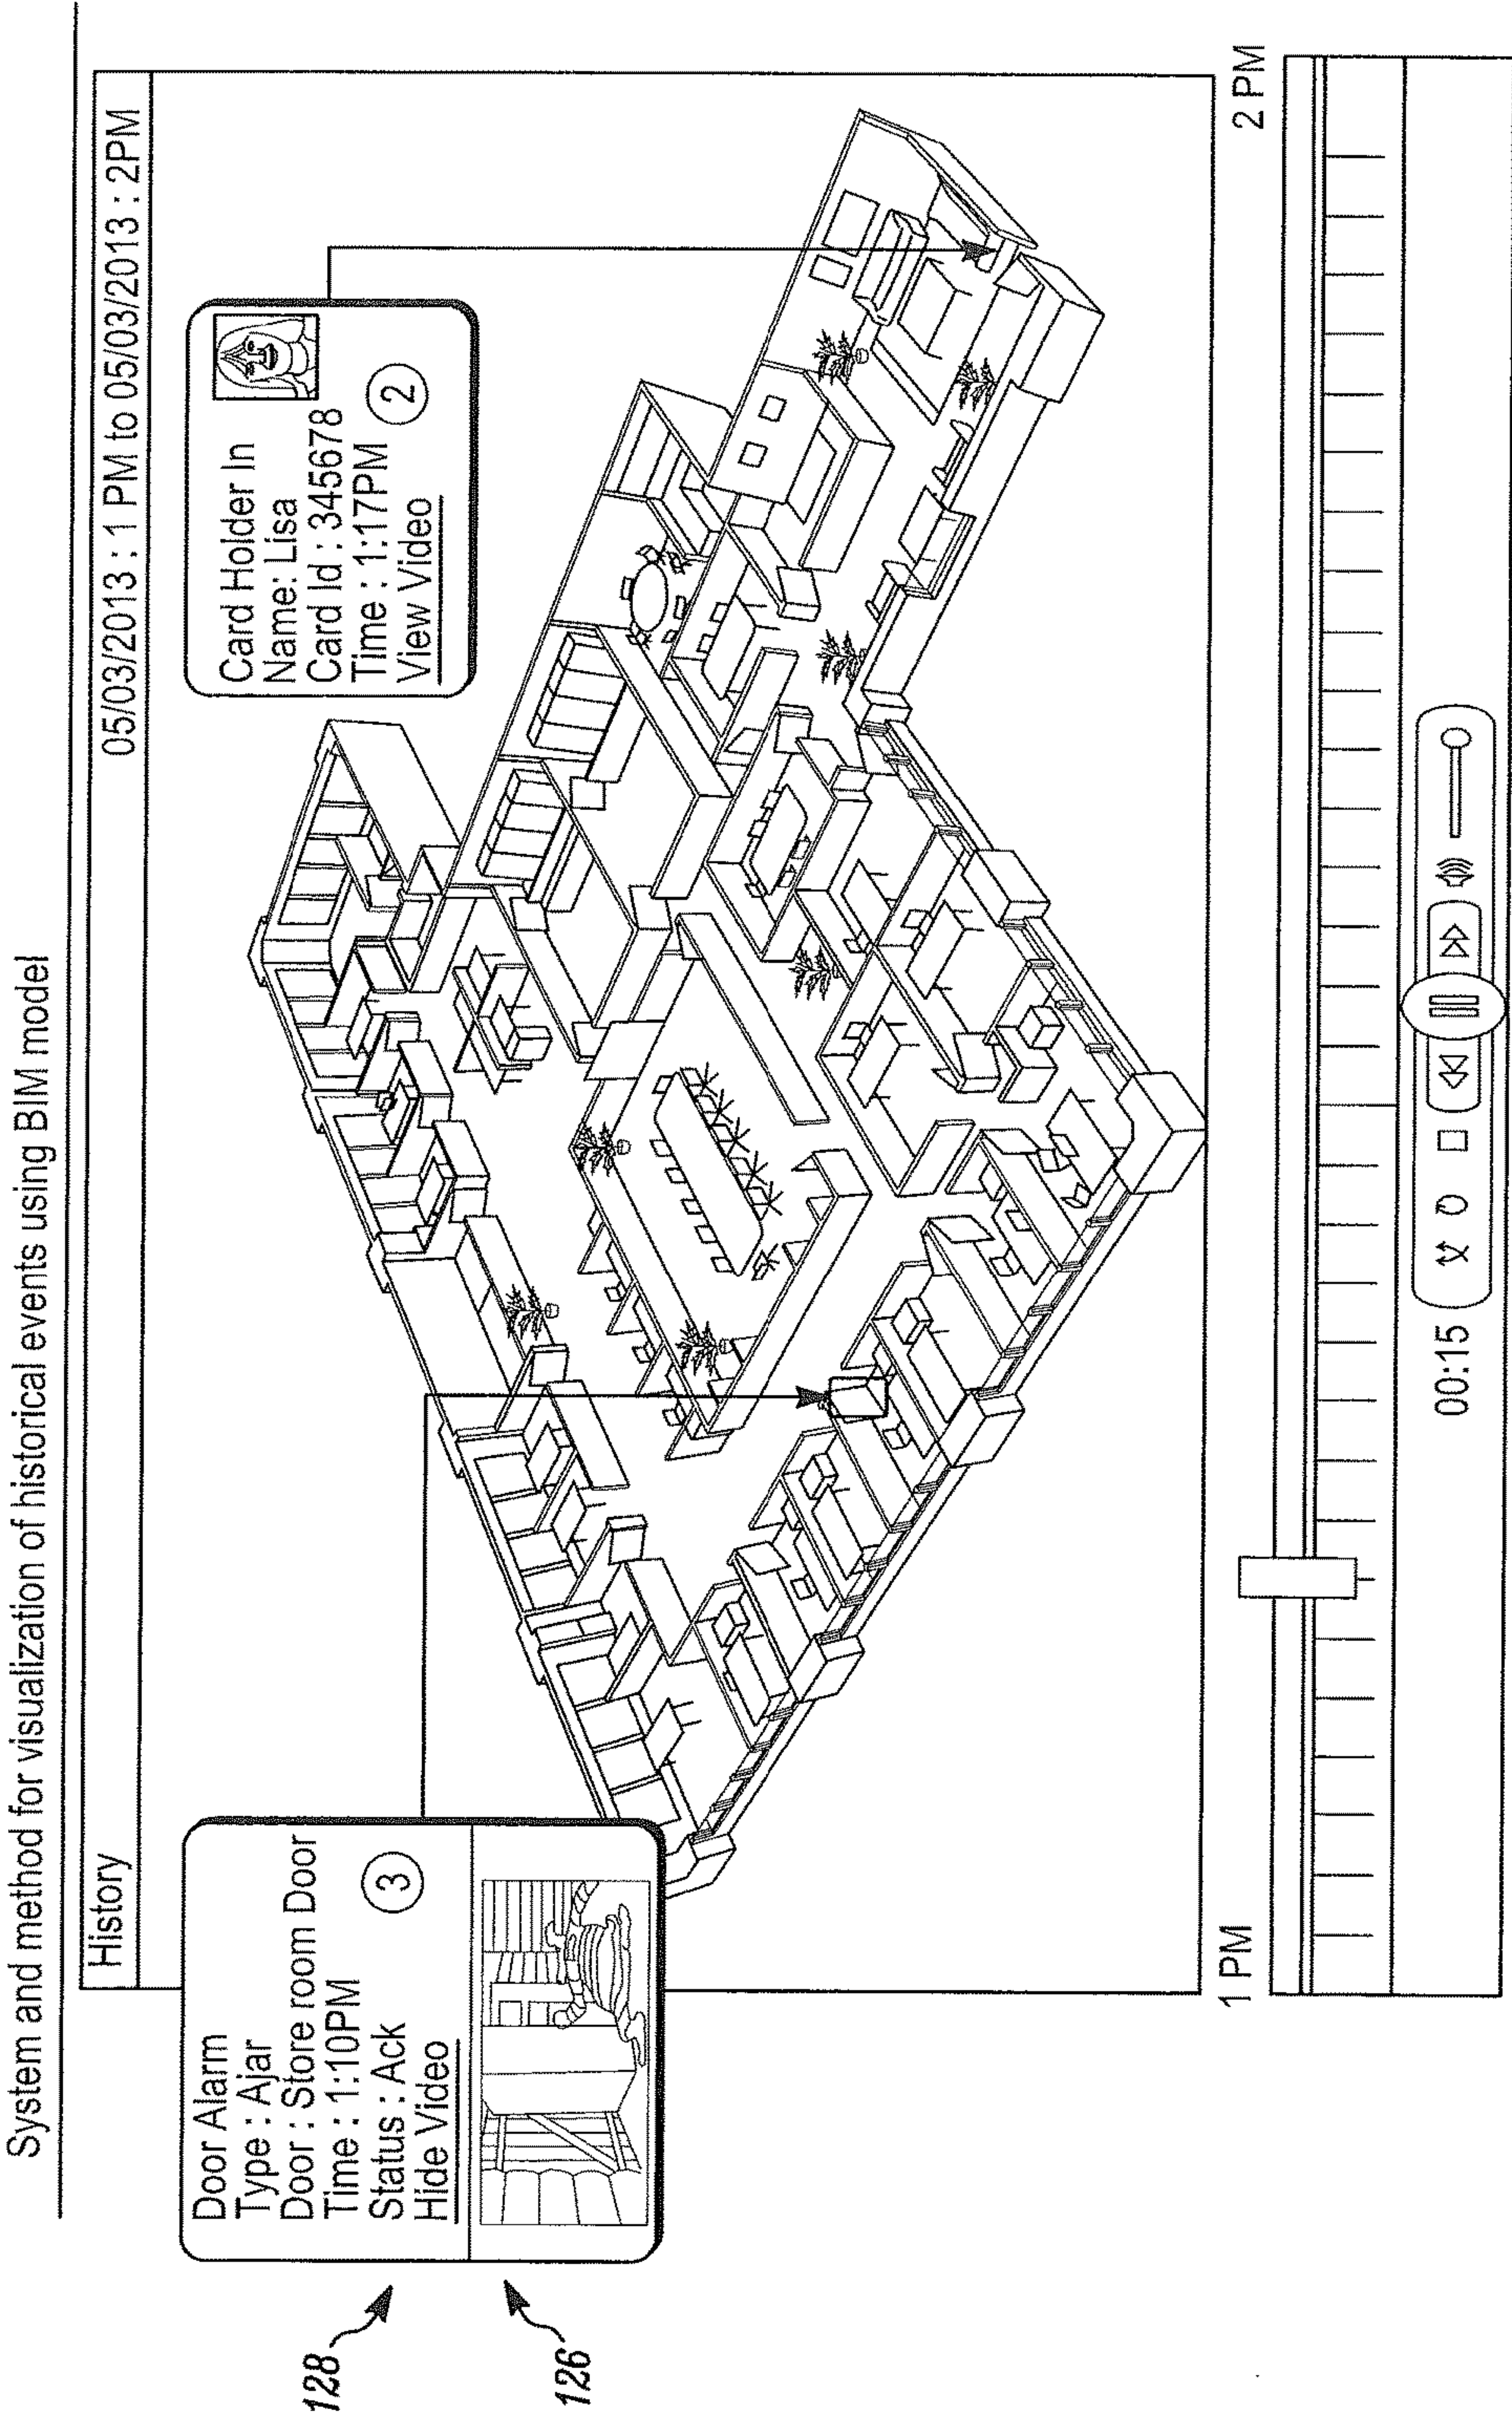 System and method for visualization of historical events using BIM model
History
05/03/2013 : 1 PM to 05/03/2013 : 2PM
Door Alarm
Type : Ajar
Door : Store room Door
Time : 1:10PM
Status : Ack
Hide Video
3
Card Holder In
Name: Lisa
Card Id : 345678
Time : 1:17PM
View Video
2
128
126
1 PM
2 PM
00:15